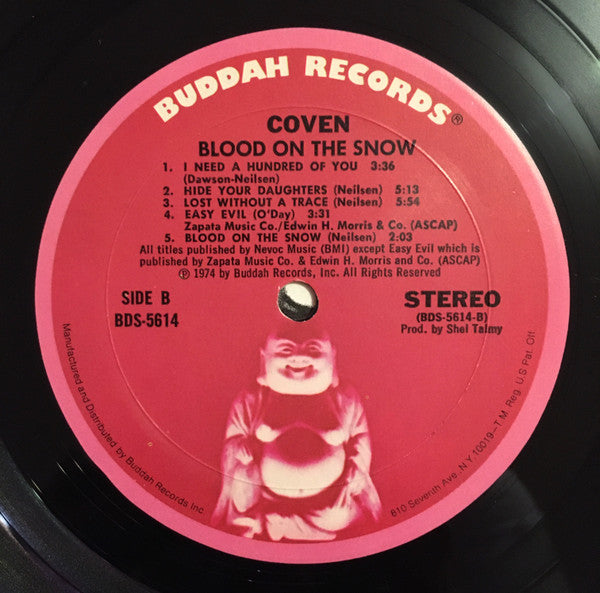 BUDDAH RECORDS®
COVEN
BLOOD ON THE SNOW
1. I NEED A HUNDRED OF YOU 3:36
(Dawson-Neilsen)
2. HIDE YOUR DAUGHTERS (Neilsen) 5:13
3. LOST WITHOUT A TRACE (Neilsen) 5:54
4. EASY EVIL (O'Day) 3:31
Zapata Music Co./Edwin H. Morris & Co. (ASCAP)
5. BLOOD ON THE SNOW (Neilsen) 2:03
All titles published by Nevoc Music (BMI) except Easy Evil which is
published by Zapata Music Co. & Edwin H. Morris and Co. (ASCAP)
℗ 1974 by Buddah Records, Inc. All Rights Reserved
SIDE B
BDS-5614
STEREO
(BDS-5614-B)
Prod. by Shel Talmy
Manufactured and Distributed by Buddah Records Inc.
810 Seventh Ave., N.Y. 10019-T.M. Reg. U.S. Pat. Off.